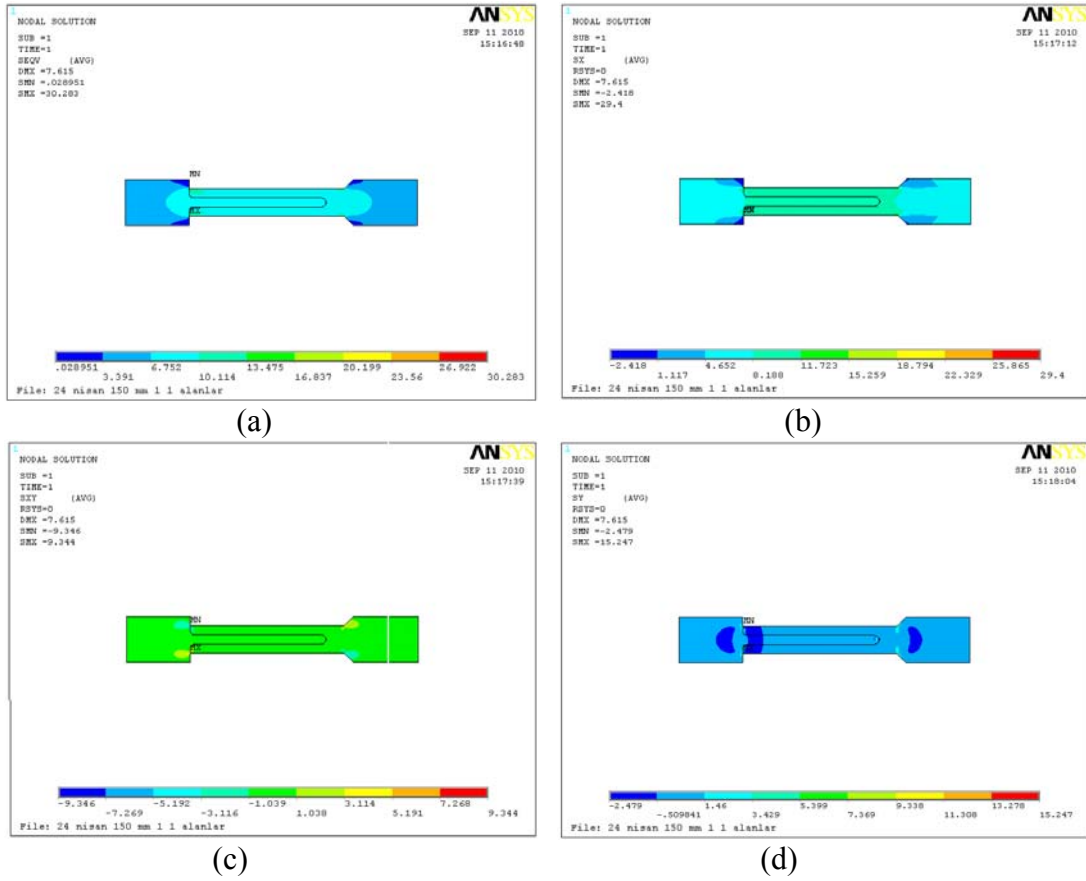 1
ANSYS
NODAL SOLUTION
SEP 11 2010
15:16:48
SUB =1
TIME=1
SEQV (AVG)
DMX =7.615
SMN =.028951
SMX =30.283
MN
MX
.028951 6.752 13.475 20.199 26.922
3.391 10.114 16.837 23.56 30.283
File: 24 nisan 150 mm 1 1 alanlar
(a)
1
ANSYS
NODAL SOLUTION
SEP 11 2010
15:17:12
SUB =1
TIME=1
SX (AVG)
RSYS=0
DMX =7.615
SMN =-2.418
SMX =29.4
-2.418 4.652 11.723 18.794 25.865
1.117 8.188 15.259 22.329 29.4
File: 24 nisan 150 mm 1 1 alanlar
(b)
1
ANSYS
NODAL SOLUTION
SEP 11 2010
15:17:39
SUB =1
TIME=1
SXY (AVG)
RSYS=0
DMX =7.615
SMN =-9.346
SMX =9.344
MN
MX
-9.346 -5.192 -1.039 3.114 7.268
-7.269 -3.116 1.038 5.191 9.344
File: 24 nisan 150 mm 1 1 alanlar
(c)
1
ANSYS
NODAL SOLUTION
SEP 11 2010
15:18:04
SUB =1
TIME=1
SY (AVG)
RSYS=0
DMX =7.615
SMN =-2.479
SMX =15.247
MN
-2.479 1.46 5.399 9.338 13.278
-.509841 3.429 7.369 11.308 15.247
File: 24 nisan 150 mm 1 1 alanlar
(d)